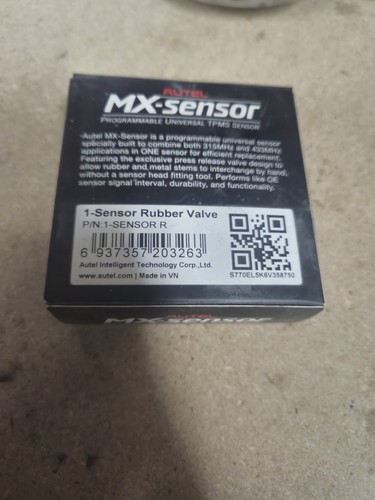 AUTEL
MX-sensor
PROGRAMMABLE UNIVERSAL TPMS SENSOR
Autel MX-Sensor is a programmable universal sensor
specially built to combine both 315MHz and 433MHz
applications in ONE sensor for efficient replacement.
Featuring the exclusive press release valve design to
allow rubber and metal stems to interchange by hand,
without a sensor head fitting tool. Performs like OE
sensor signal interval, durability, and functionality.
1-Sensor Rubber Valve
P/N:1-SENSOR R
6 937357 203263
Autel Intelligent Technology Corp.,Ltd.
www.autel.com | Made in VN
ST70EL5K6V358750
AUTEL
MX-sensor